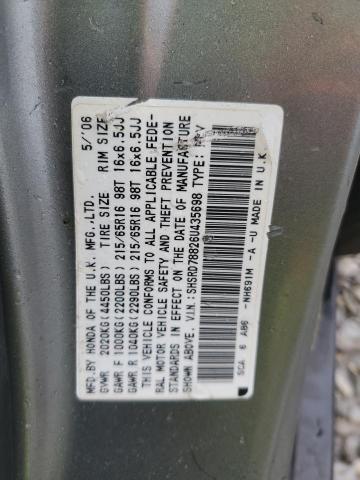 MFD.BY HONDA OF THE U.K. MFG.,LTD. 5/'06
GVWR 2020KG(4450LBS) TIRE SIZE RIM SIZE
GAWR F 1000KG(2200LBS) 215/65R16 98T 16x6.5JJ
GAWR R 1040KG(2290LBS) 215/65R16 98T 16x6.5JJ
THIS VEHICLE CONFORMS TO ALL APPLICABLE FEDE-
RAL MOTOR VEHICLE SAFETY AND THEFT PREVENTION
STANDARDS IN EFFECT ON THE DATE OF MANUFACTURE
SHOWN ABOVE. V.I.N.: SHSRD78826U435698 TYPE: MPV
SCA 6 A86 -NH691M -A -U MADE IN U.K